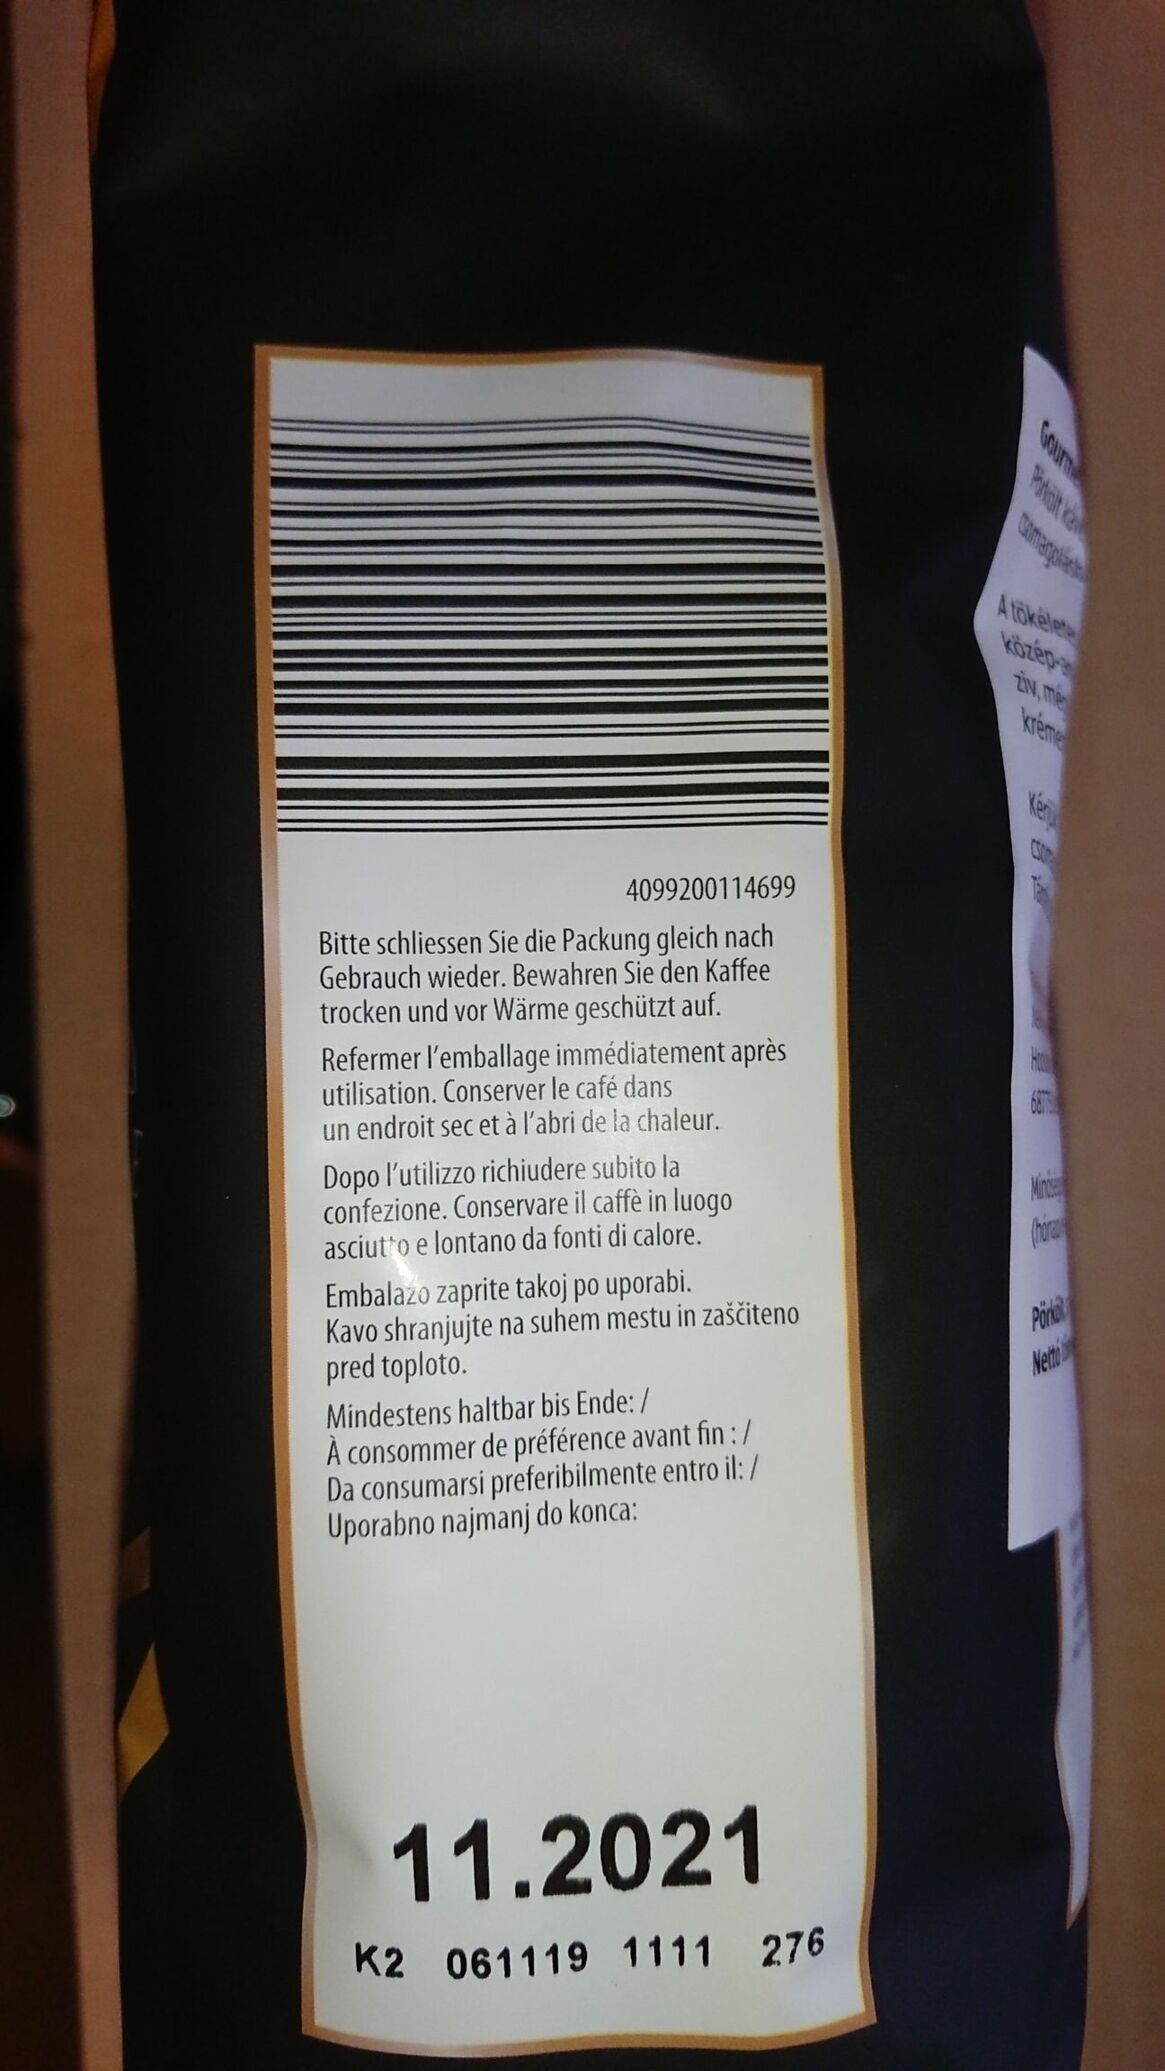 4099200114699
Bitte schliessen Sie die Packung gleich nach
Gebrauch wieder. Bewahren Sie den Kaffee
trocken und vor Wärme geschützt auf.
Refermer l'emballage immédiatement après
utilisation. Conserver le café dans
un endroit sec et à l'abri de la chaleur.
Dopo l'utilizzo richiudere subito la
confezione. Conservare il caffè in luogo
asciutto e lontano da fonti di calore.
Embalažo zaprite takoj po uporabi.
Kavo shranjujte na suhem mestu in zaščiteno
pred toploto.
Mindestens haltbar bis Ende: /
À consommer de préférence avant fin : /
Da consumarsi preferibilmente entro il: /
Uporabno najmanj do konca:
11.2021
K2 061119 1111 276
A
Nettó